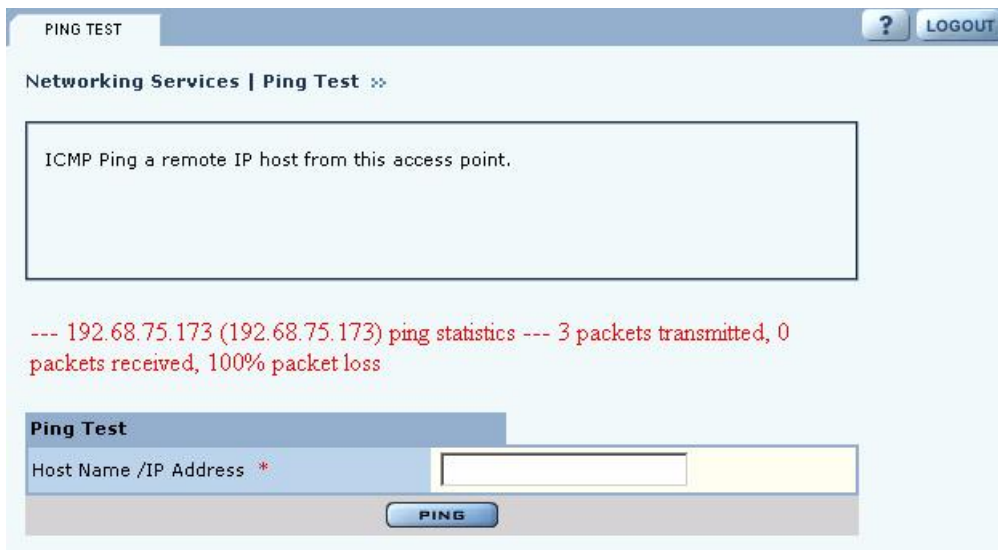 PING TEST
? LOGOUT
Networking Services | Ping Test >>
ICMP Ping a remote IP host from this access point.
--- 192.68.75.173 (192.68.75.173) ping statistics --- 3 packets transmitted, 0
packets received, 100% packet loss
Ping Test
Host Name /IP Address *
PING